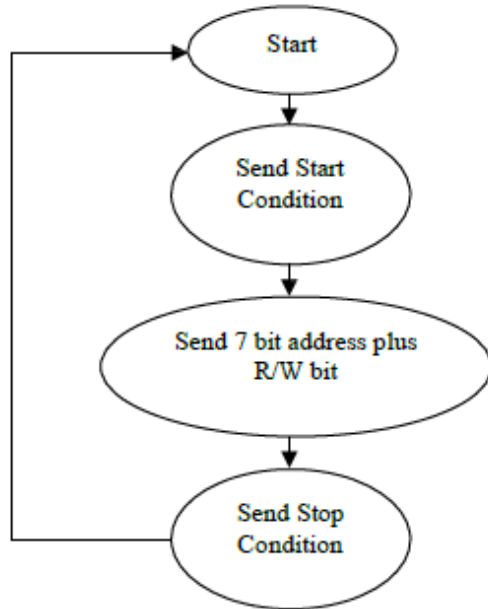 Start
Send Start
Condition
Send 7 bit address plus
R/W bit
Send Stop
Condition